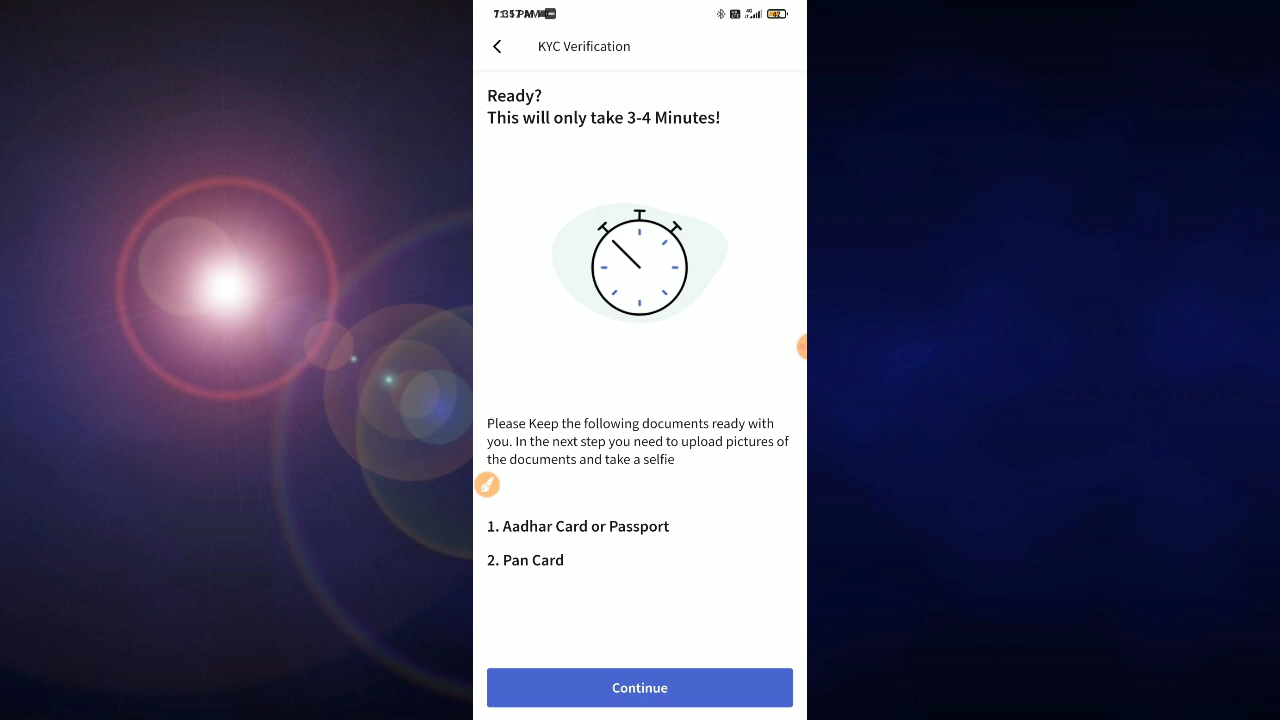 KYC Verification
Ready?
This will only take 3-4 Minutes!
Please Keep the following documents ready with
you. In the next step you need to upload pictures of
the documents and take a selfie
1. Aadhar Card or Passport
2. Pan Card
Continue